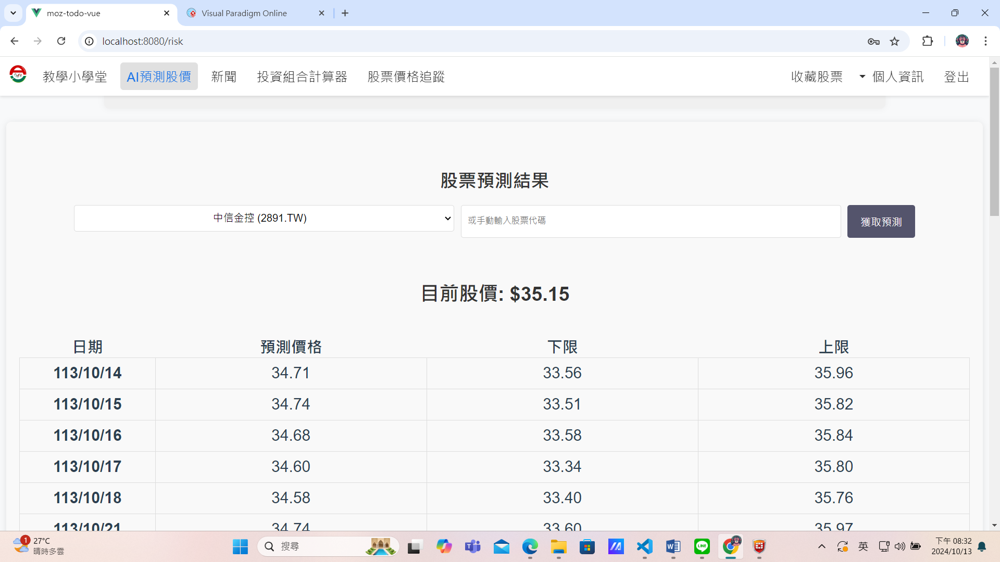 moz-todo-vue
Visual Paradigm Online
localhost:8080/risk
教學小學堂 AI預測股價 新聞 投資組合計算器 股票價格追蹤 收藏股票 個人資訊 登出
股票預測結果
中信金控 (2891.TW) 或手動輸入股票代碼 獲取預測
目前股價: $35.15
日期 預測價格 下限 上限
113/10/14 34.71 33.56 35.96
113/10/15 34.74 33.51 35.82
113/10/16 34.68 33.58 35.84
113/10/17 34.60 33.34 35.80
113/10/18 34.58 33.40 35.76
113/10/21 34.74 33.60 35.97
1 27°C
晴時多雲
搜尋
LINE
英
下午 08:32
2024/10/13